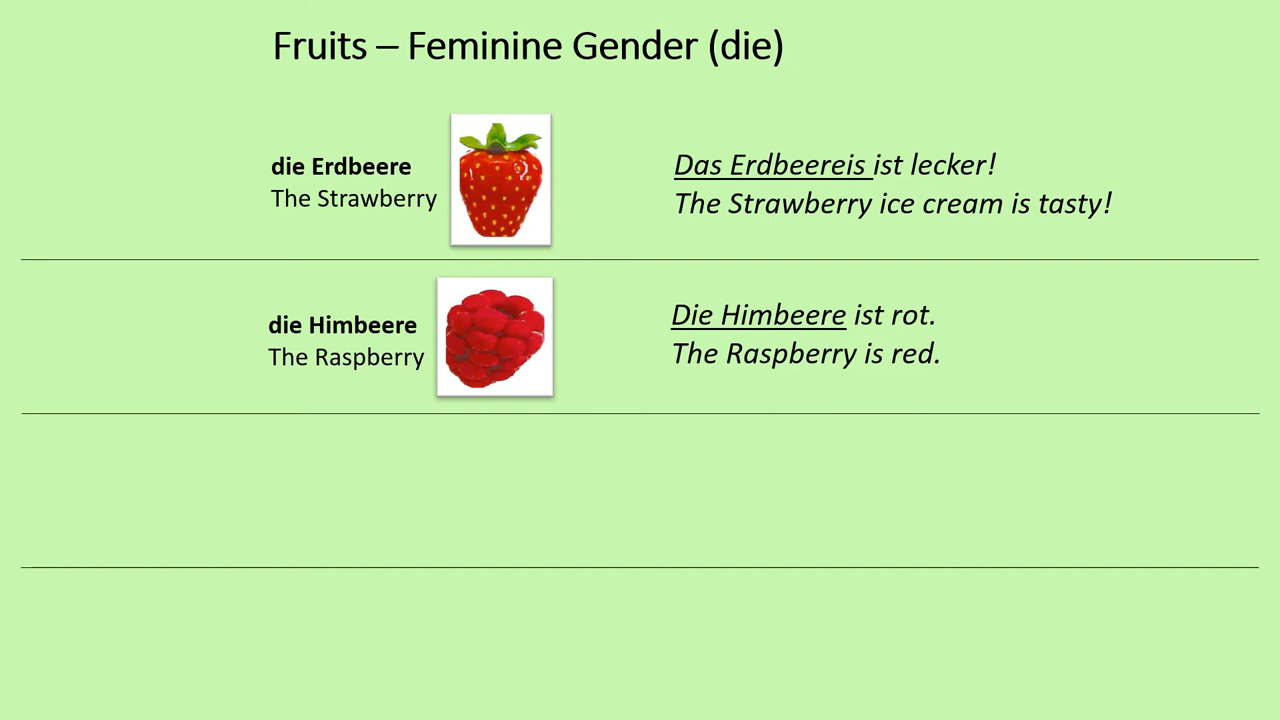 Fruits – Feminine Gender (die)
die Erdbeere
The Strawberry
Das Erdbeereis ist lecker!
The Strawberry ice cream is tasty!
die Himbeere
The Raspberry
Die Himbeere ist rot.
The Raspberry is red.